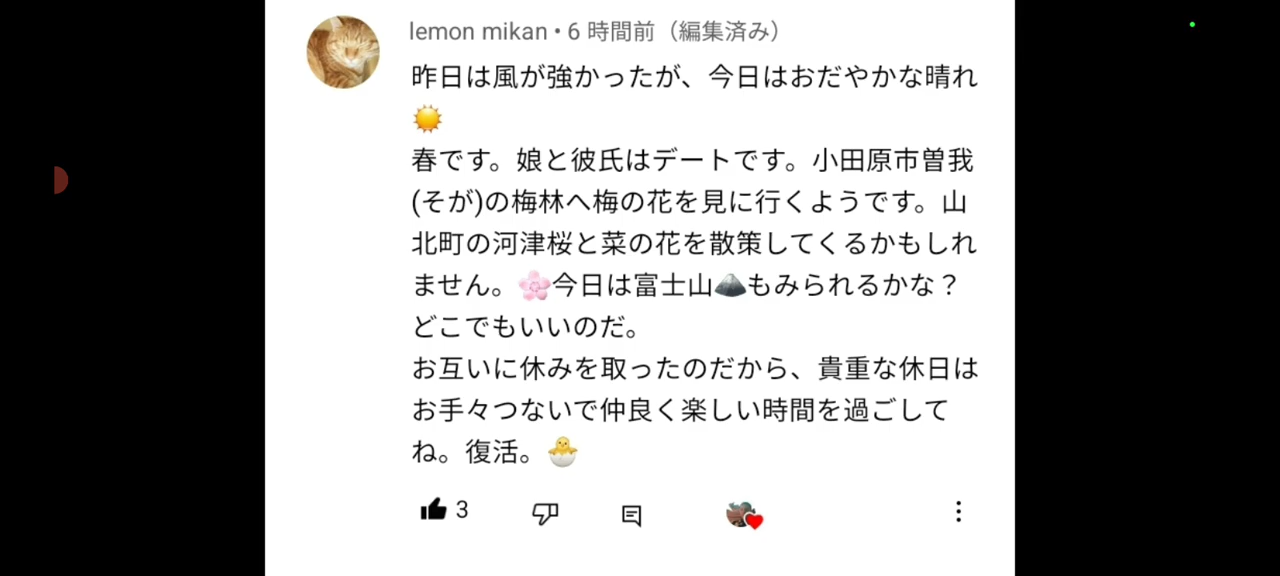 lemon mikan • 6 時間前（編集済み）
昨日は風が強かったが、今日はおだやかな晴れ
☀️
春です。娘と彼氏はデートです。小田原市曽我
(そが)の梅林へ梅の花を見に行くようです。山
北町の河津桜と菜の花を散策してくるかもしれ
ません。🌸今日は富士山🗻もみられるかな？
どこでもいいのだ。
お互いに休みを取ったのだから、貴重な休日は
お手々つないで仲良く楽しい時間を過ごして
ね。復活。🐣
3